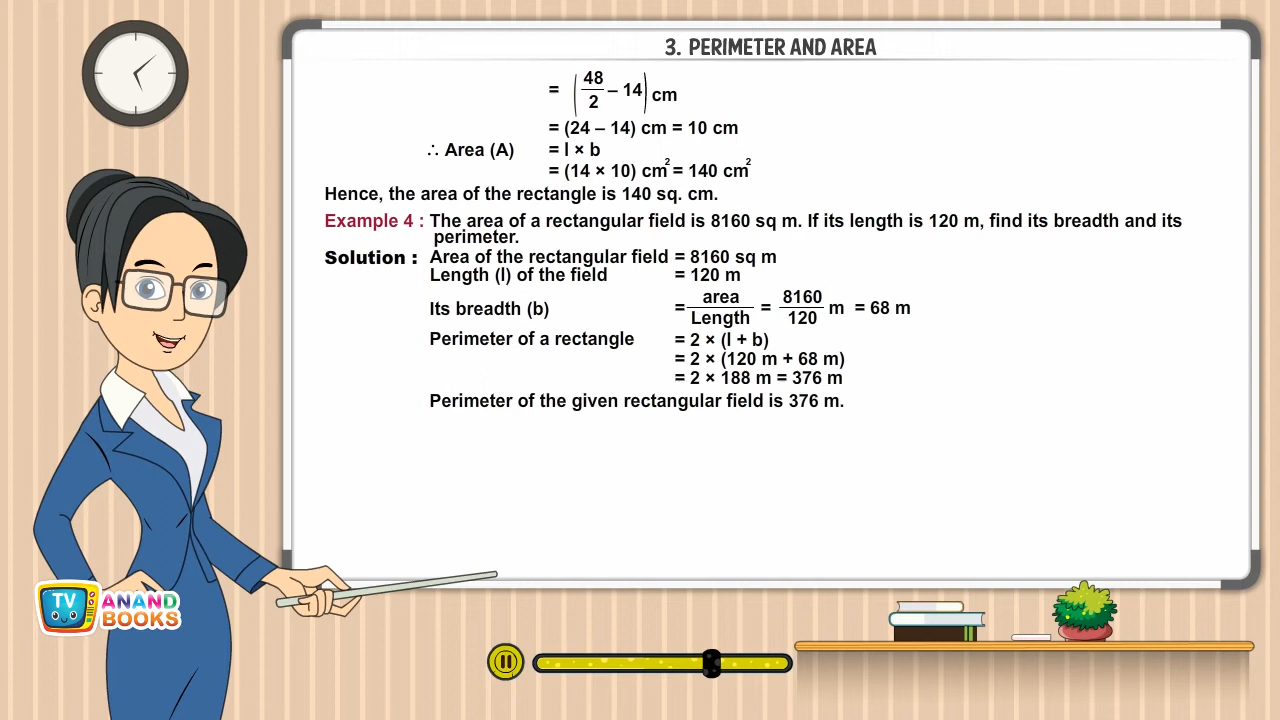 3. PERIMETER AND AREA
= (48/2 – 14) cm
= (24 – 14) cm = 10 cm
∴ Area (A) = l × b
= (14 × 10) cm² = 140 cm²
Hence, the area of the rectangle is 140 sq. cm.
Example 4 : The area of a rectangular field is 8160 sq m. If its length is 120 m, find its breadth and its
perimeter.
Solution : Area of the rectangular field = 8160 sq m
Length (l) of the field = 120 m
Its breadth (b) = area/Length = 8160/120 m = 68 m
Perimeter of a rectangle = 2 × (l + b)
= 2 × (120 m + 68 m)
= 2 × 188 m = 376 m
Perimeter of the given rectangular field is 376 m.
TV ANAND
BOOKS